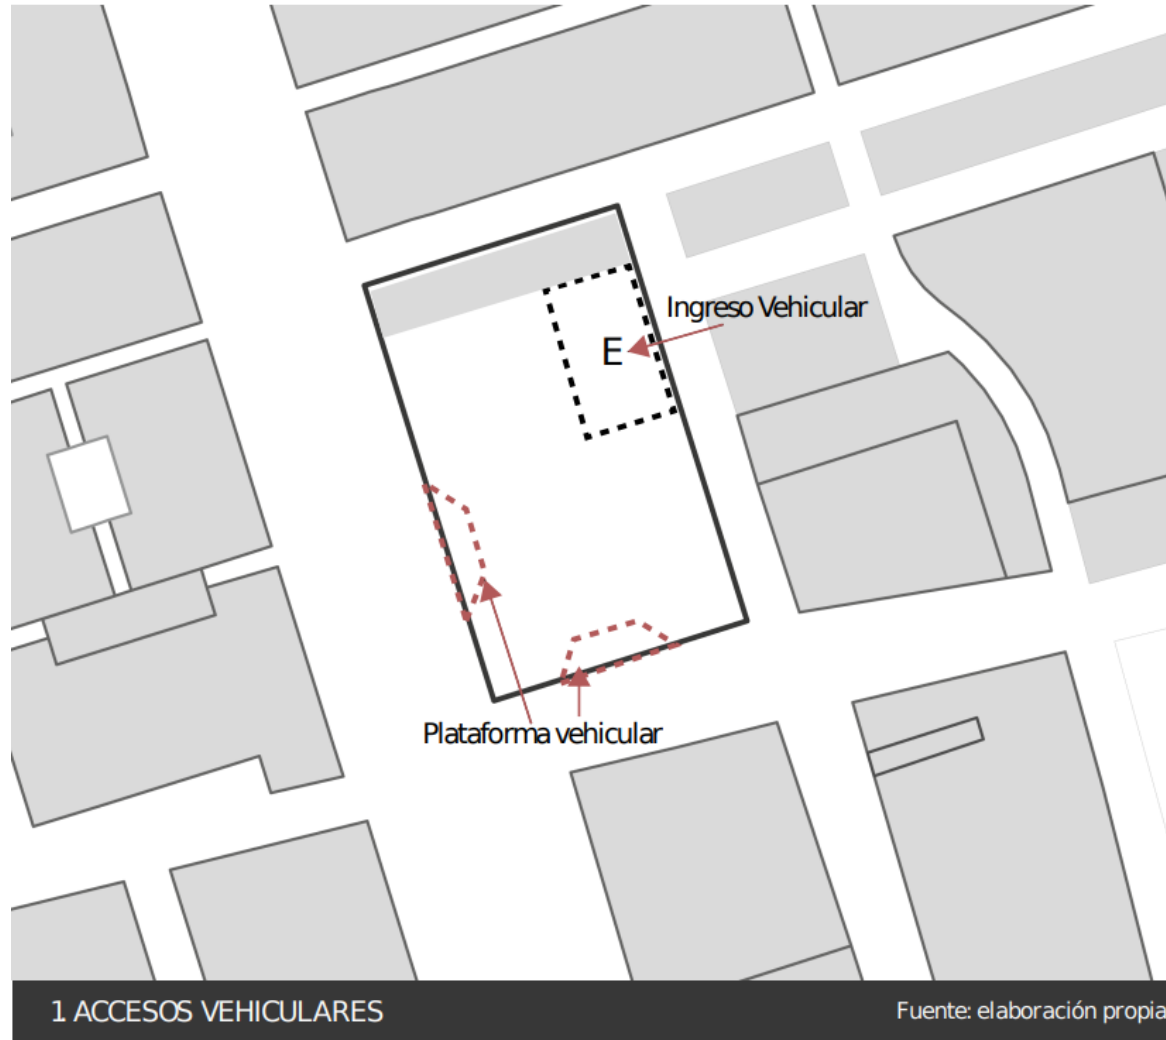 Ingreso Vehicular
E
Plataforma vehicular
1 ACCESOS VEHICULARES
Fuente: elaboración propia